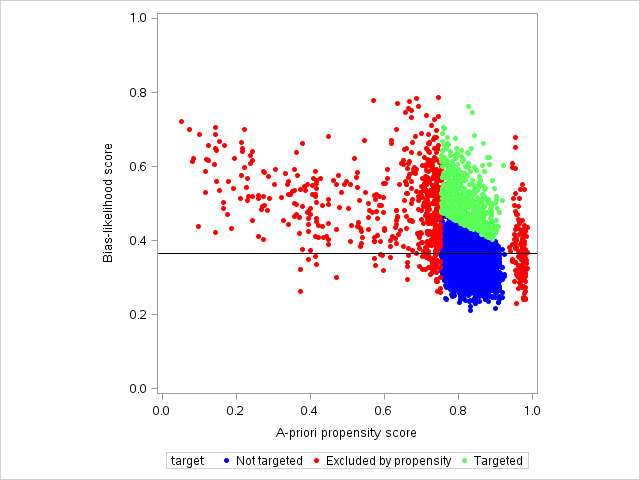 1.0
0.8
0.6
0.4
0.2
0.0
Bias-likelihood score
0.0 0.2 0.4 0.6 0.8 1.0
A-priori propensity score
target Not targeted Excluded by propensity Targeted